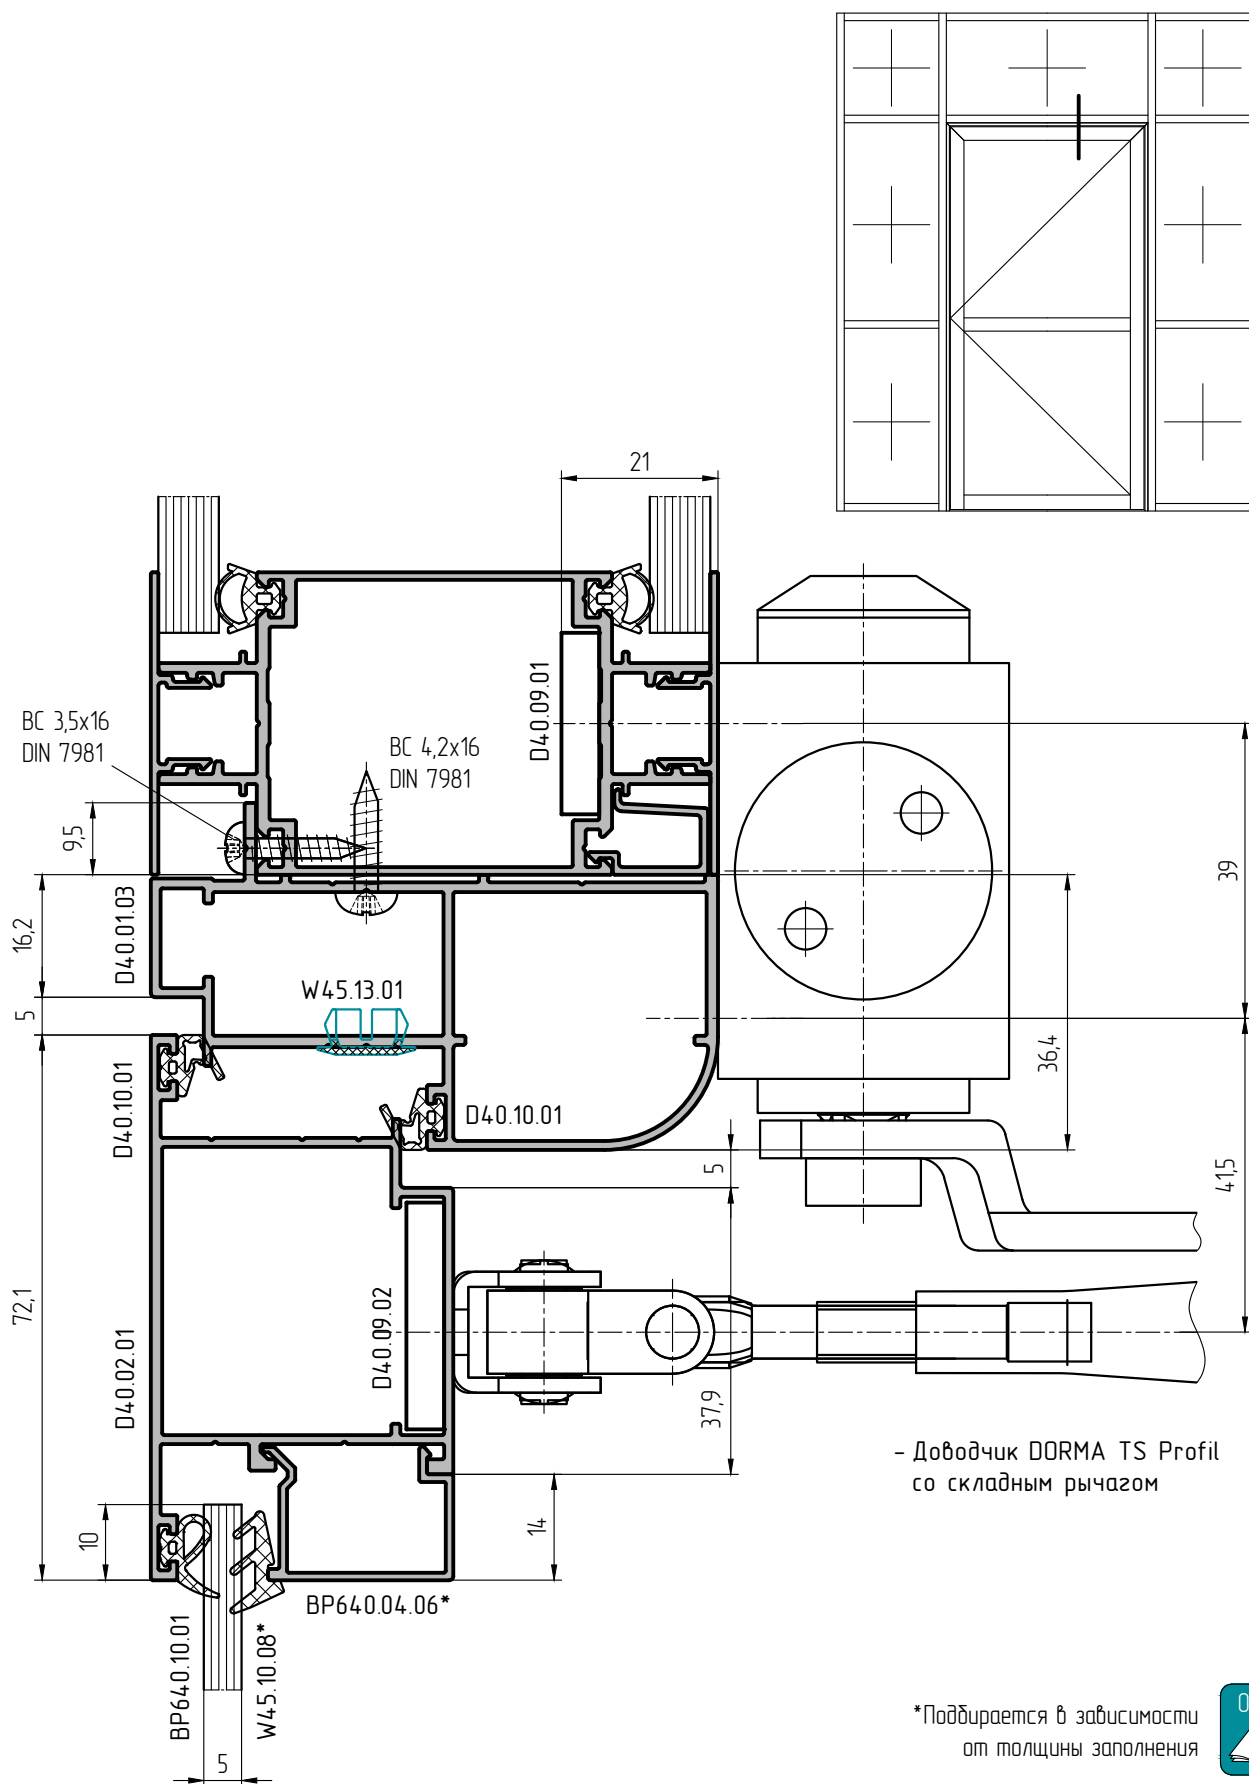 21
D40.09.01
ВС 3,5x16
DIN 7981
ВС 4,2x16
DIN 7981
9,5
39
D40.01.03
16,2
W45.13.01
5
36,4
D40.10.01
D40.10.01
5
41,5
72,1
D40.02.01
D40.09.02
37,9
- Доводчик DORMA TS Profil
со складным рычагом
10
14
BP640.04.06*
BP640.10.01
W45.10.08*
5
*Подбирается в зависимости
от толщины заполнения